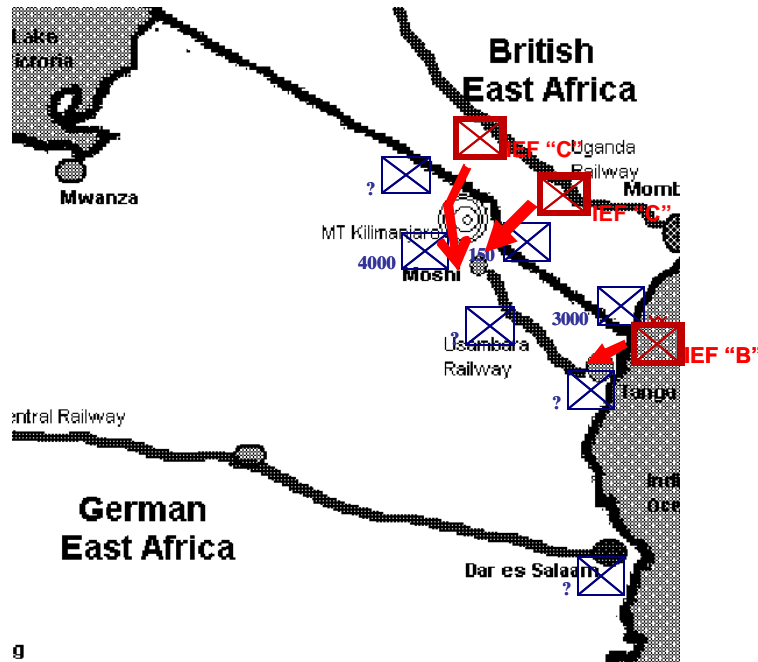 Lake
ictoria
British
East Africa
IEF “C”
Uganda
Railway
?
Momb
IEF “C”
Mwanza
MT Kilimanjaro
4000
150
Moshi
3000
?
Usambara
Railway
IEF “B”
Tanga
?
entral Railway
Indi
Oce
German
East Africa
Dar es Salaam
?
g